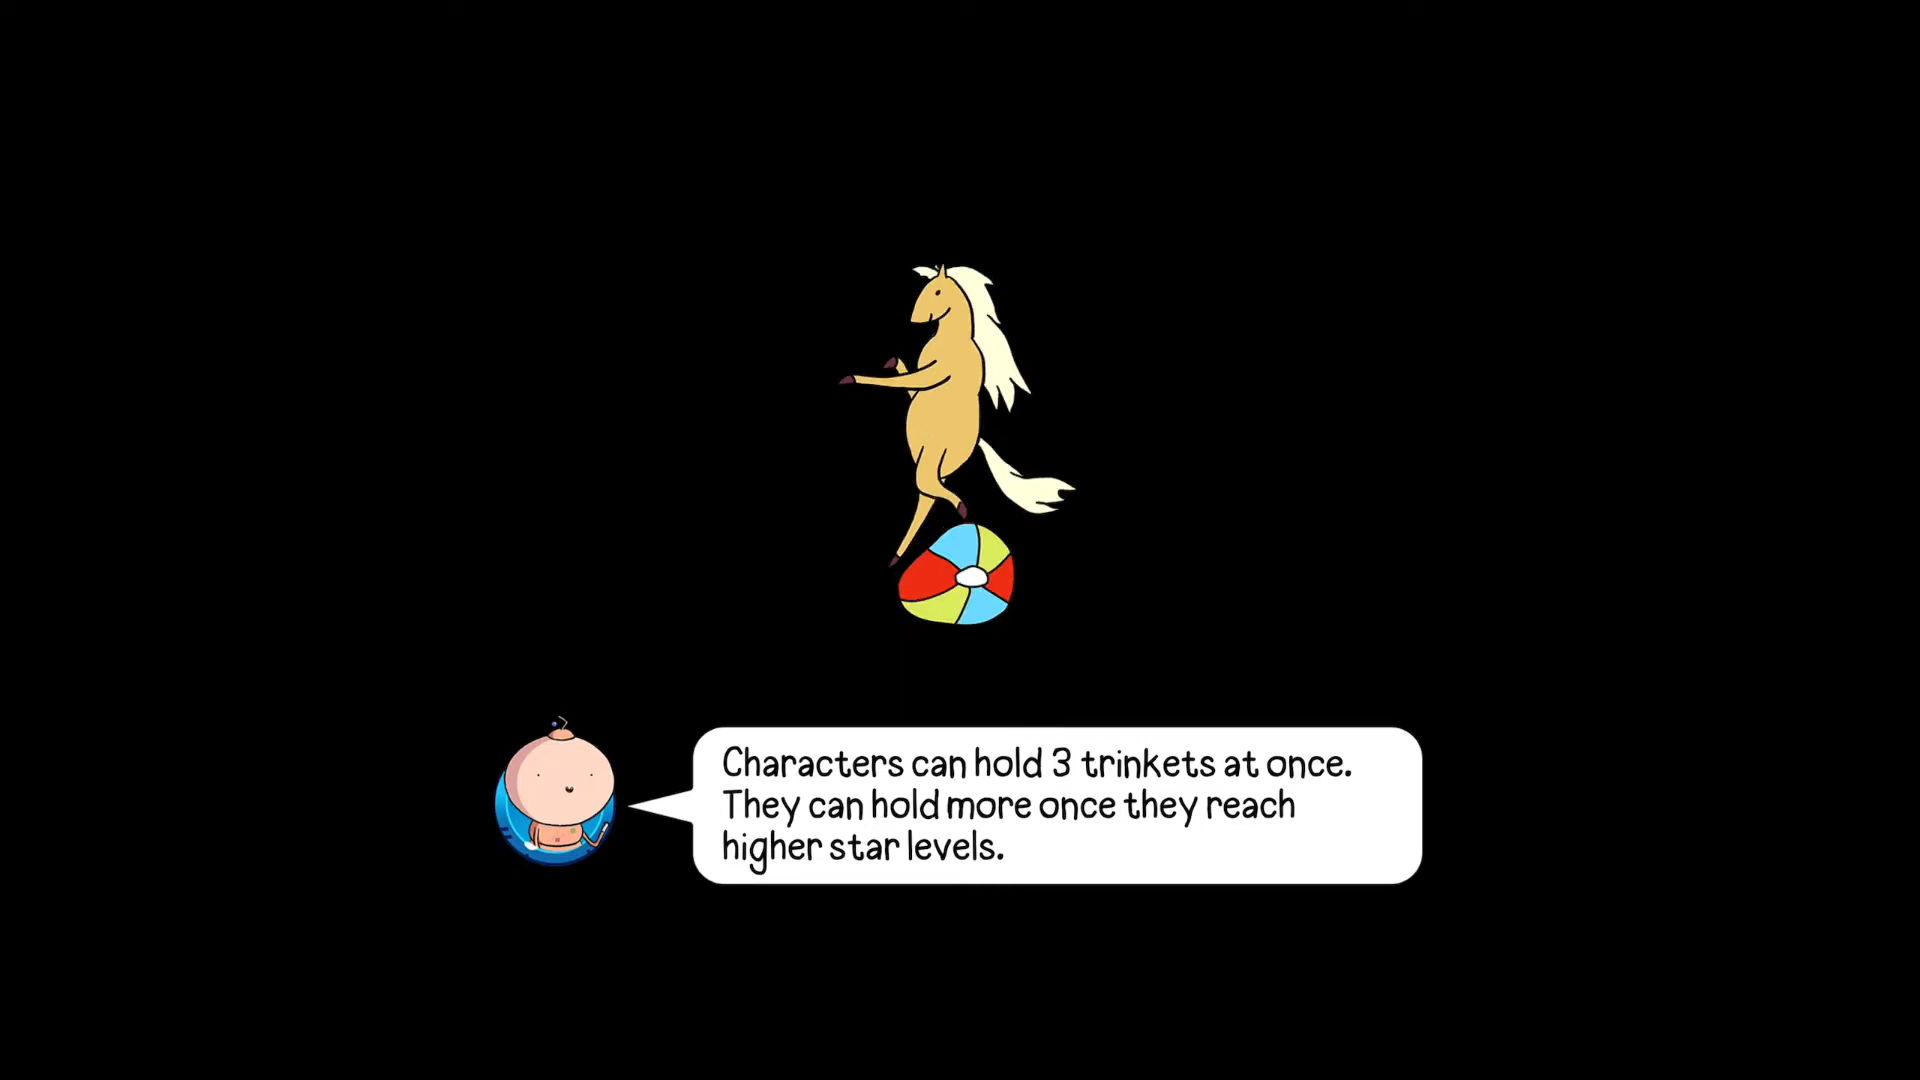 Characters can hold 3 trinkets at once.
They can hold more once they reach
higher star levels.